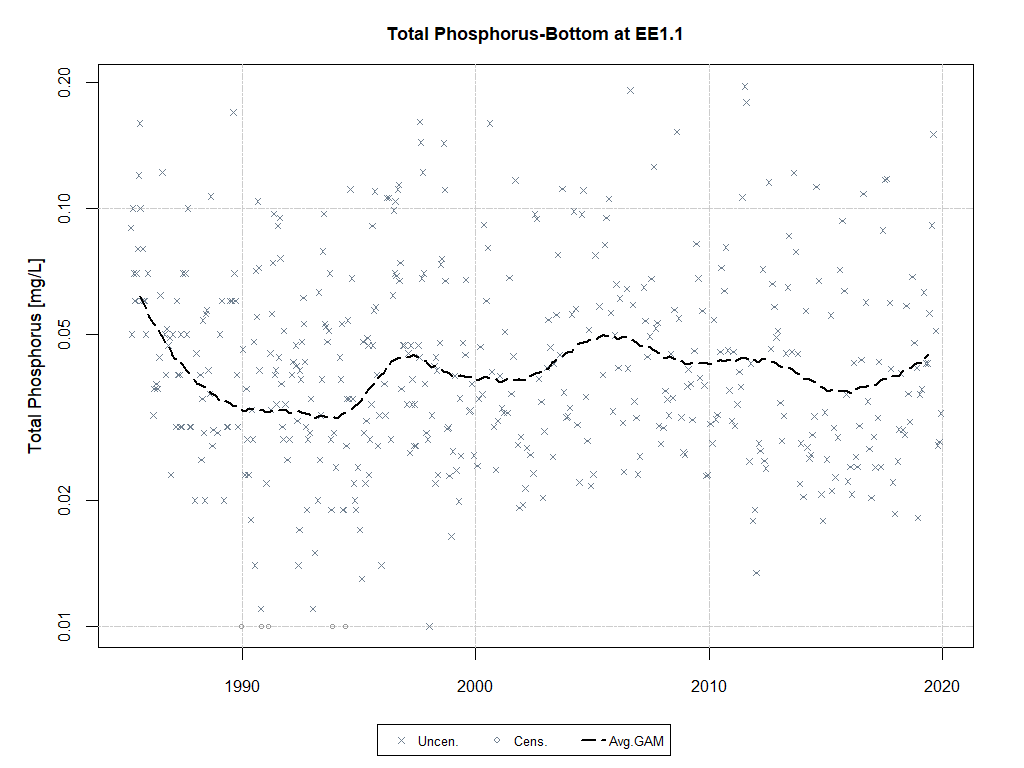 Total Phosphorus-Bottom at EE1.1
Total Phosphorus [mg/L]
0.20
0.10
0.05
0.02
0.01
1990 2000 2010 2020
Uncen. Cens. Avg.GAM